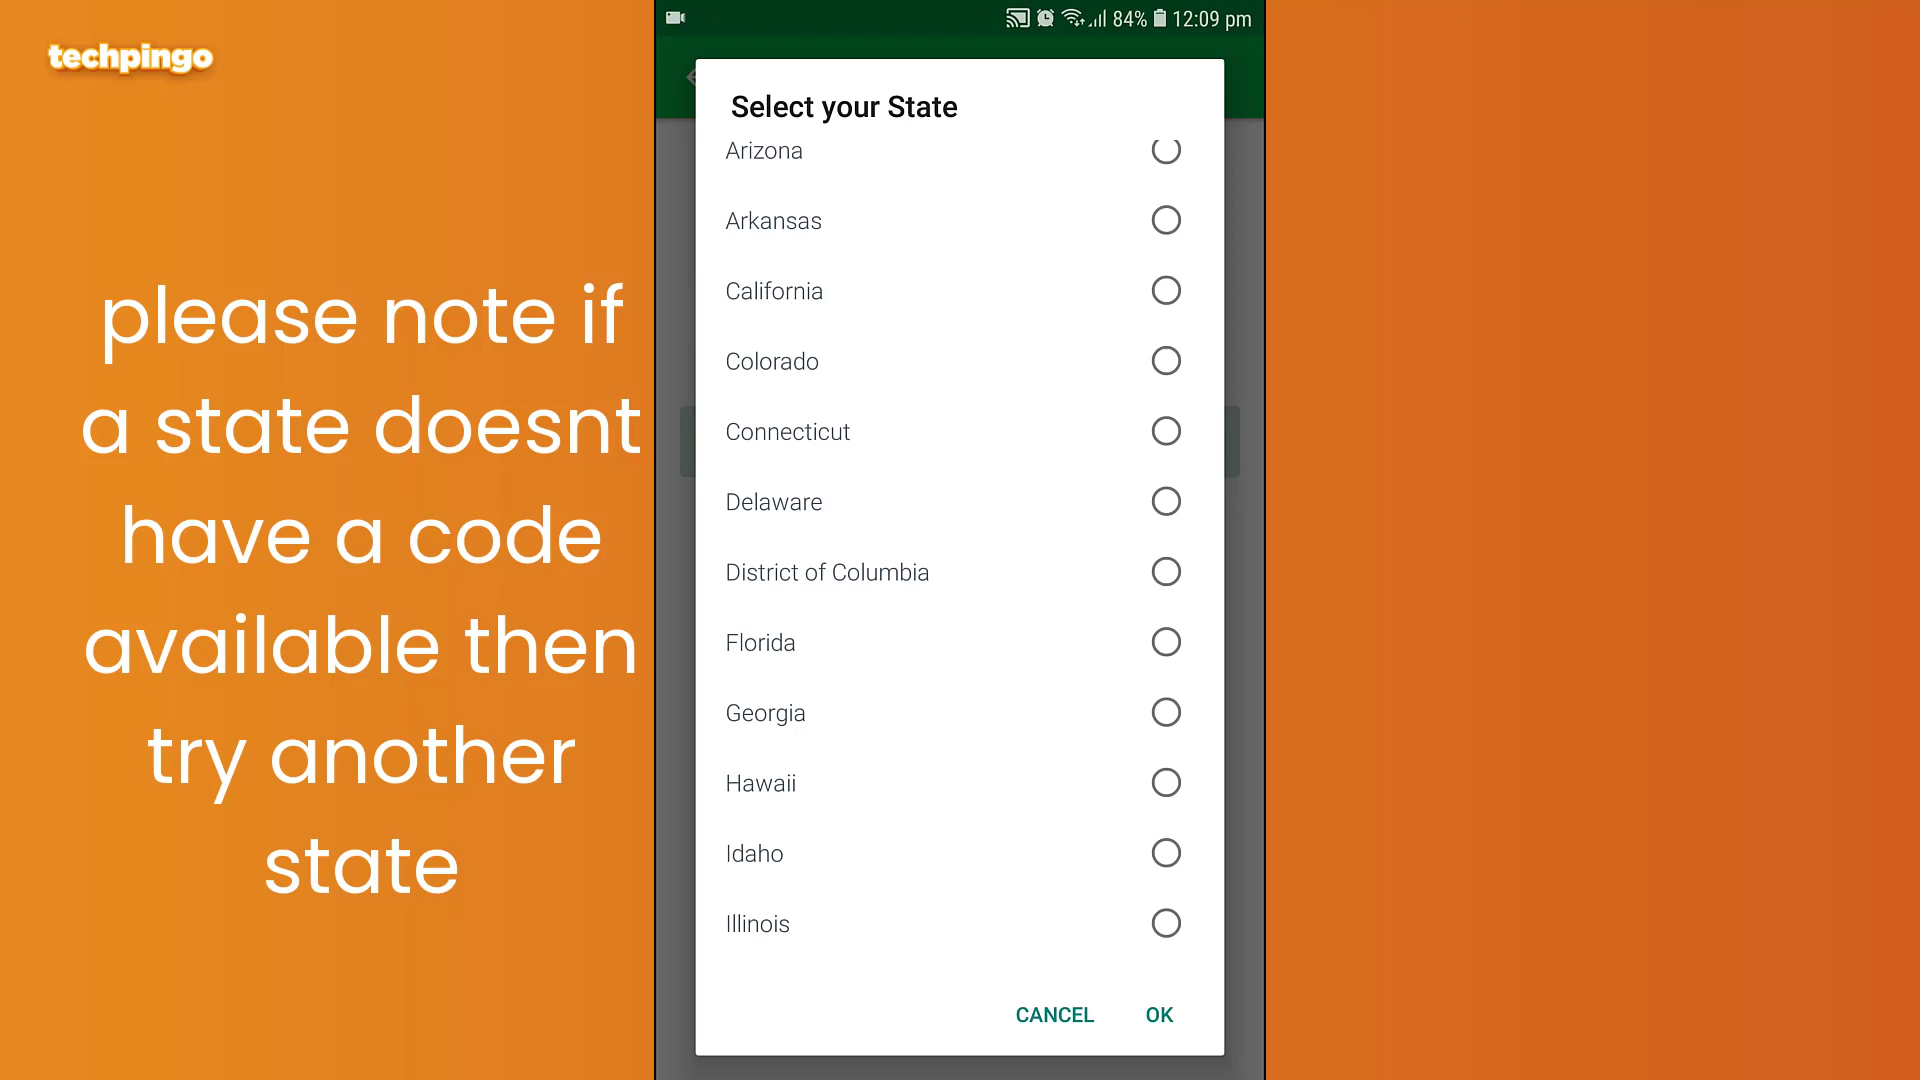 techpingo
please note if
a state doesnt
have a code
available then
try another
state
84% 12:09 pm
Select your State
Arizona
Arkansas
California
Colorado
Connecticut
Delaware
District of Columbia
Florida
Georgia
Hawaii
Idaho
Illinois
CANCEL OK